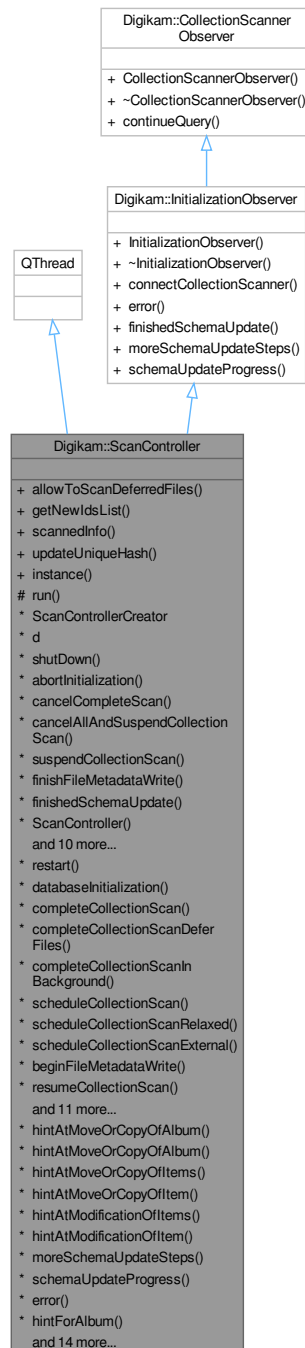 Digikam::CollectionScanner
Observer
+ CollectionScannerObserver()
+ ~CollectionScannerObserver()
+ continueQuery()
Digikam::InitializationObserver
+ InitializationObserver()
+ ~InitializationObserver()
+ connectCollectionScanner()
+ error()
+ finishedSchemaUpdate()
+ moreSchemaUpdateSteps()
+ schemaUpdateProgress()
QThread
Digikam::ScanController
+ allowToScanDeferredFiles()
+ getNewIdsList()
+ scannedInfo()
+ updateUniqueHash()
+ instance()
# run()
* ScanControllerCreator
* d
* shutDown()
* abortInitialization()
* cancelCompleteScan()
* cancelAllAndSuspendCollection
Scan()
* suspendCollectionScan()
* finishFileMetadataWrite()
* finishedSchemaUpdate()
* ScanController()
and 10 more...
* restart()
* databaseInitialization()
* completeCollectionScan()
* completeCollectionScanDefer
Files()
* completeCollectionScanIn
Background()
* scheduleCollectionScan()
* scheduleCollectionScanRelaxed()
* scheduleCollectionScanExternal()
* beginFileMetadataWrite()
* resumeCollectionScan()
and 11 more...
* hintAtMoveOrCopyOfAlbum()
* hintAtMoveOrCopyOfAlbum()
* hintAtMoveOrCopyOfItems()
* hintAtMoveOrCopyOfItem()
* hintAtModificationOfItems()
* hintAtModificationOfItem()
* moreSchemaUpdateSteps()
* schemaUpdateProgress()
* error()
* hintForAlbum()
and 14 more...